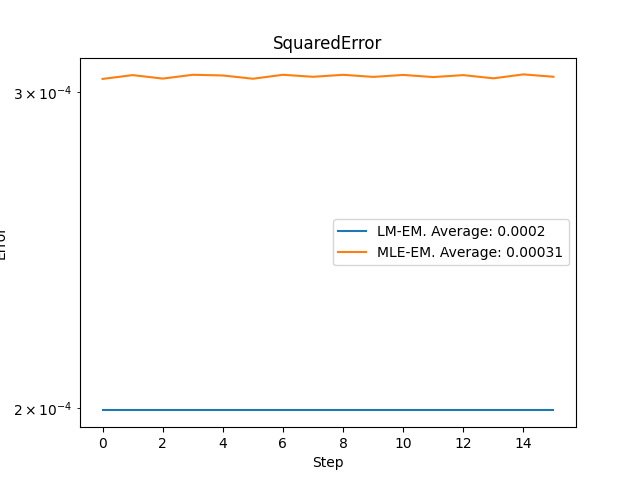 SquaredError
3 × 10⁻⁴
Error
LM-EM. Average: 0.0002
MLE-EM. Average: 0.00031
2 × 10⁻⁴
0 2 4 6 8 10 12 14
Step